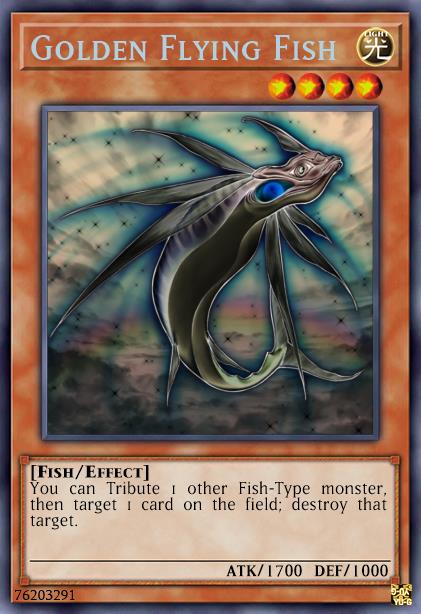 Golden Flying Fish
LIGHT
光
[Fish/Effect]
You can Tribute 1 other Fish-Type monster,
then target 1 card on the field; destroy that
target.
ATK/1700 DEF/1000
76203291